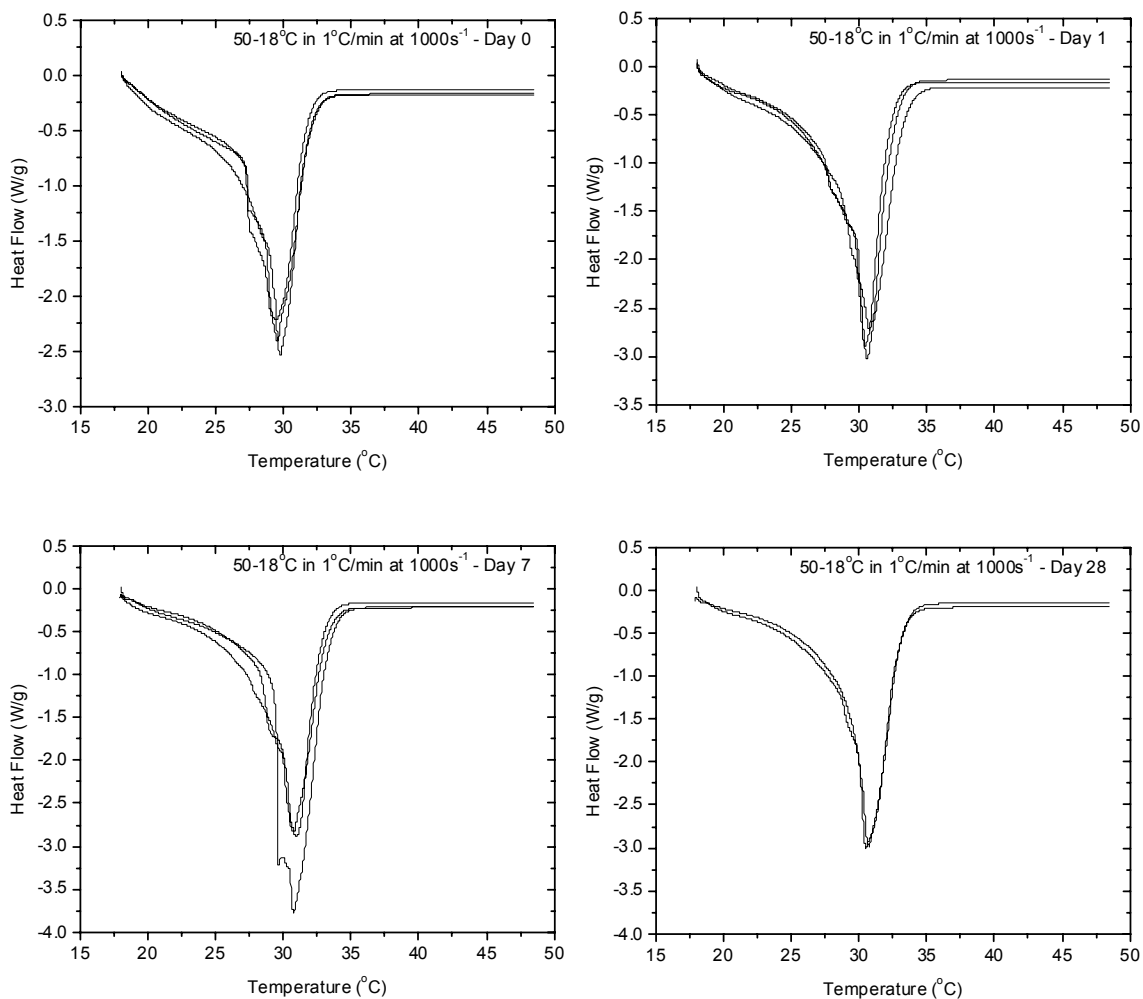 50-18°C in 1°C/min at 1000s⁻¹ - Day 0
0.5
0.0
-0.5
-1.0
-1.5
-2.0
-2.5
-3.0
Heat Flow (W/g)
15 20 25 30 35 40 45 50
Temperature (°C)
50-18°C in 1°C/min at 1000s⁻¹ - Day 1
0.5
0.0
-0.5
-1.0
-1.5
-2.0
-2.5
-3.0
-3.5
Heat Flow (W/g)
15 20 25 30 35 40 45 50
Temperature (°C)
50-18°C in 1°C/min at 1000s⁻¹ - Day 7
0.5
0.0
-0.5
-1.0
-1.5
-2.0
-2.5
-3.0
-3.5
-4.0
Heat Flow (W/g)
15 20 25 30 35 40 45 50
Temperature (°C)
50-18°C in 1°C/min at 1000s⁻¹ - Day 28
0.5
0.0
-0.5
-1.0
-1.5
-2.0
-2.5
-3.0
-3.5
-4.0
Heat Flow (W/g)
15 20 25 30 35 40 45 50
Temperature (°C)